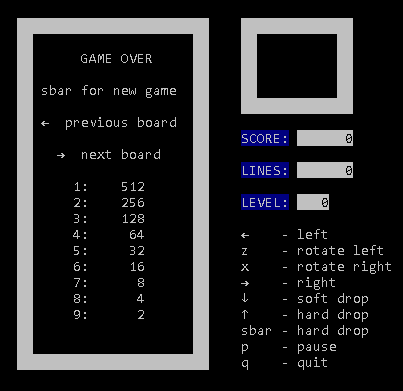 GAME OVER
sbar for new game
← previous board
→ next board
1: 512
2: 256
3: 128
4: 64
5: 32
6: 16
7: 8
8: 4
9: 2
SCORE: 0
LINES: 0
LEVEL: 0
← - left
z - rotate left
x - rotate right
→ - right
↓ - soft drop
↑ - hard drop
sbar - hard drop
p - pause
q - quit